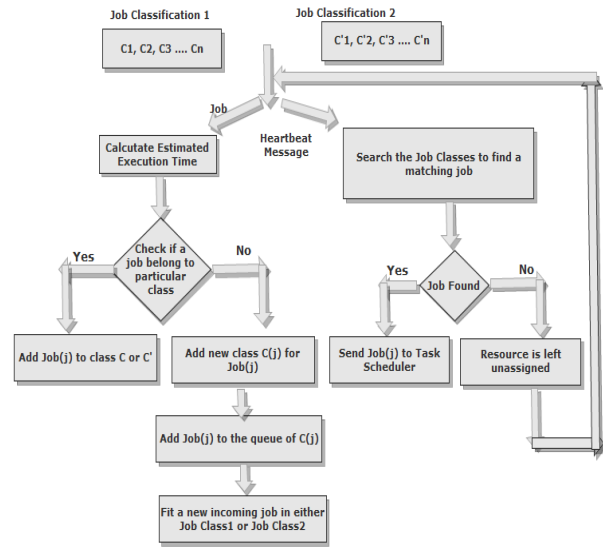 Job Classification 1
Job Classification 2
C1, C2, C3 .... Cn
C'1, C'2, C'3 .... C'n
Job
Heartbeat
Message
Calcutate Estimated
Execution Time
Search the Job Classes to find a
matching job
Check if a
job belong to
particular
class
Yes
No
Job Found
Yes
No
Add Job(j) to class C or C'
Add new class C(j) for
Job(j)
Send Job(j) to Task
Scheduler
Resource is left
unassigned
Add Job(j) to the queue of C(j)
Fit a new incoming job in either
Job Class1 or Job Class2